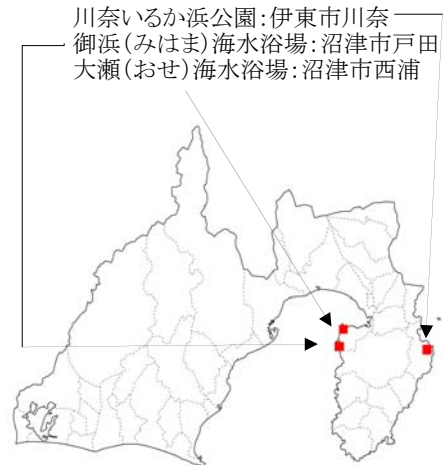 川奈いるか浜公園：伊東市川奈
御浜（みはま）海水浴場：沼津市戸田
大瀬（おせ）海水浴場：沼津市西浦